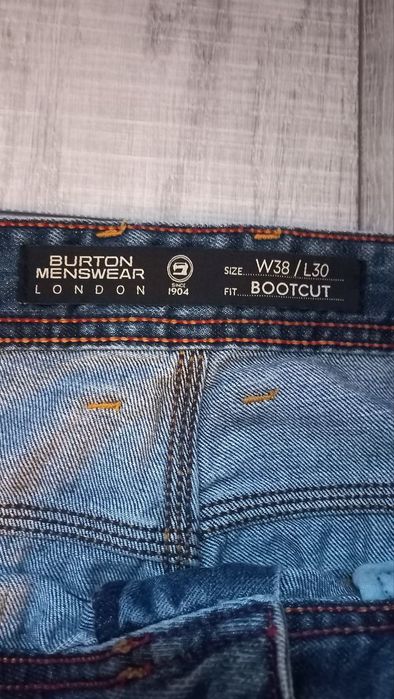 BURTON
MENSWEAR
LONDON
SINCE
1904
SIZE W38/L30
FIT BOOTCUT